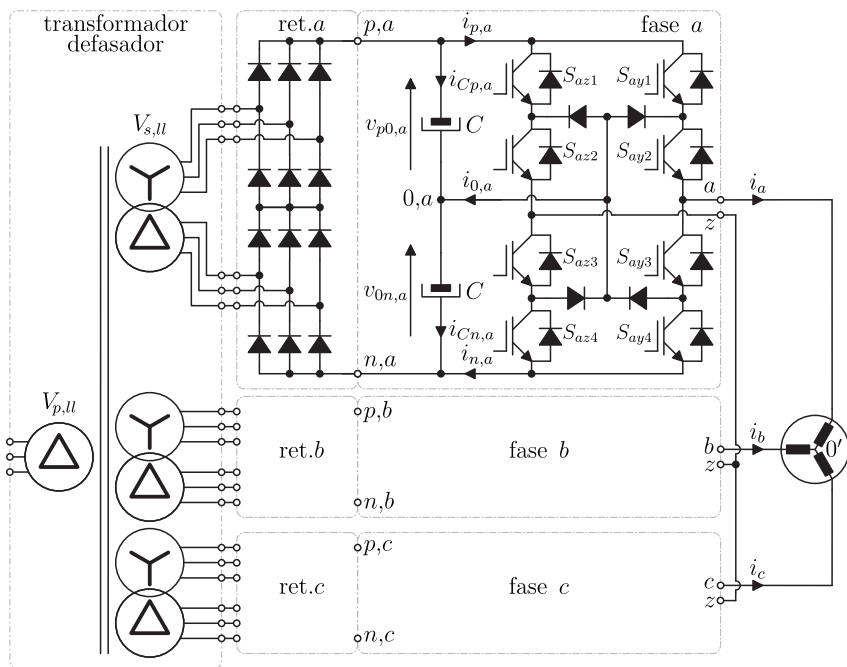 transformador
defasador
ret.a
p,a
i_{p,a}
fase a
i_{Cp,a}
S_{az1}
S_{ay1}
V_{s,ll}
v_{p0,a}
C
S_{az2}
S_{ay2}
0,a
i_{0,a}
a
i_a
z
v_{0n,a}
C
S_{az3}
S_{ay3}
i_{Cn,a}
S_{az4}
S_{ay4}
n,a
i_{n,a}
V_{p,ll}
p,b
ret.b
fase b
b
i_b
0'
z
n,b
p,c
ret.c
fase c
c
i_c
z
n,c